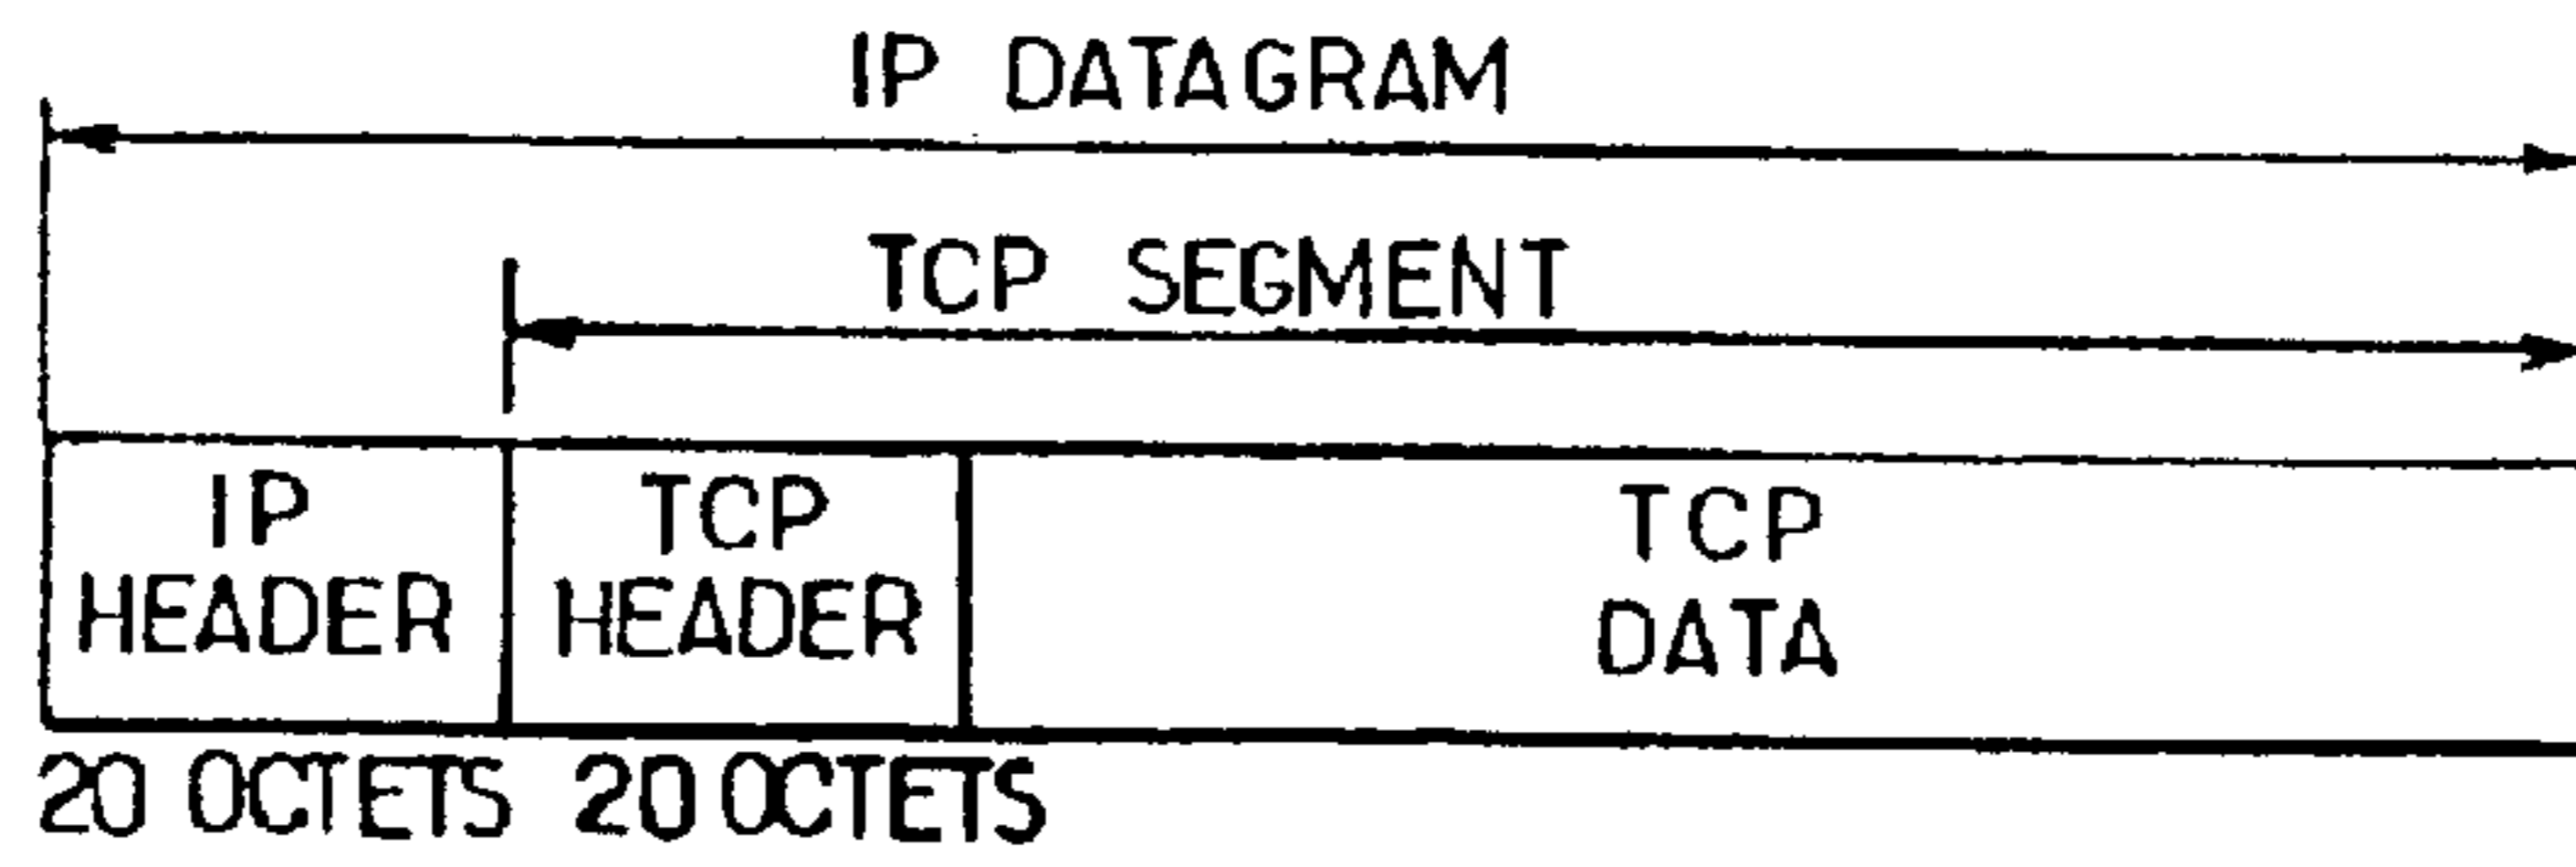 IP DATAGRAM
TCP SEGMENT
IP HEADER
TCP HEADER
TCP DATA
20 OCTETS
20 OCTETS